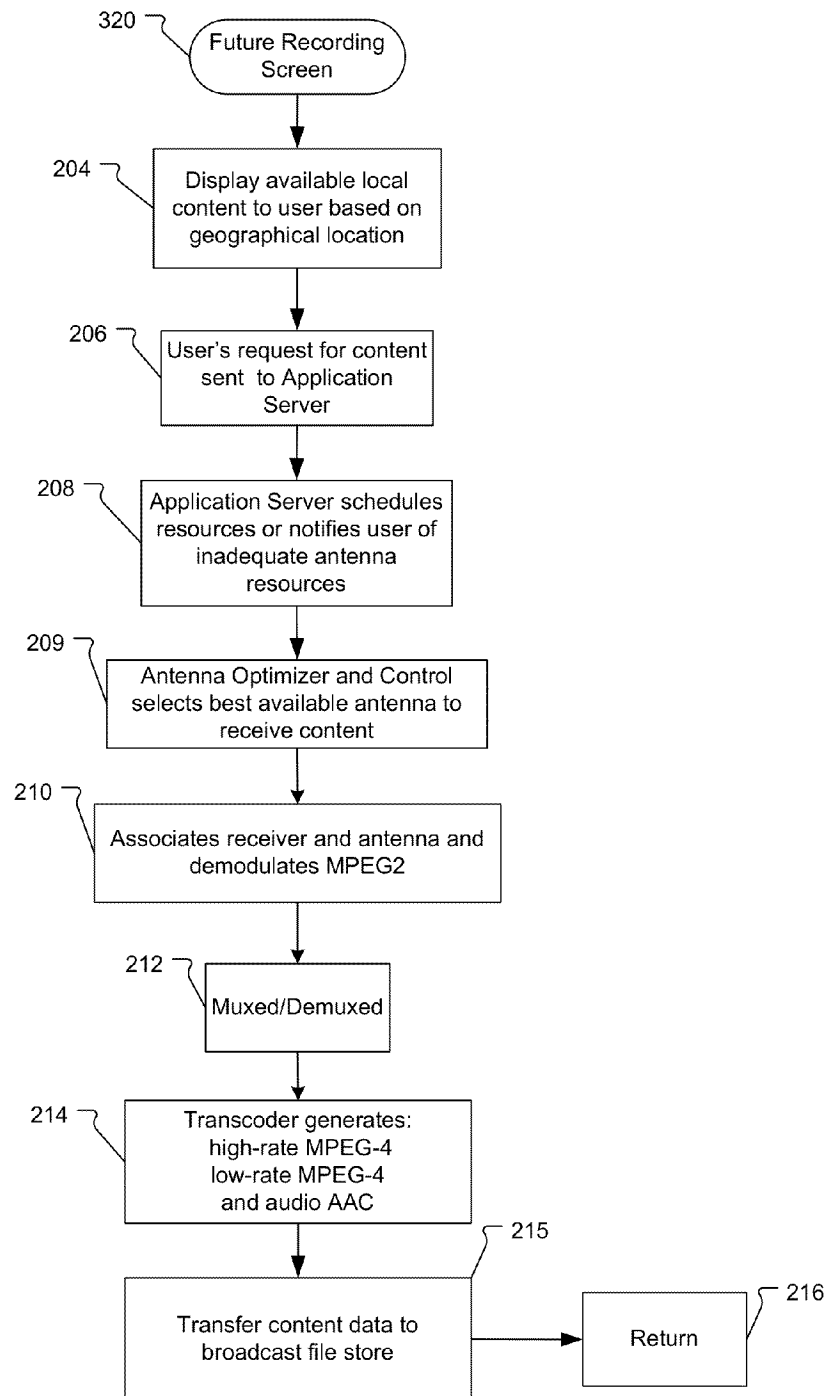 320
Future Recording
Screen
204
Display available local
content to user based on
geographical location
206
User's request for content
sent to Application
Server
208
Application Server schedules
resources or notifies user of
inadequate antenna
resources
209
Antenna Optimizer and Control
selects best available antenna to
receive content
210
Associates receiver and antenna and
demodulates MPEG2
212
Muxed/Demuxed
214
Transcoder generates:
high-rate MPEG-4
low-rate MPEG-4
and audio AAC
215
Transfer content data to
broadcast file store
216
Return